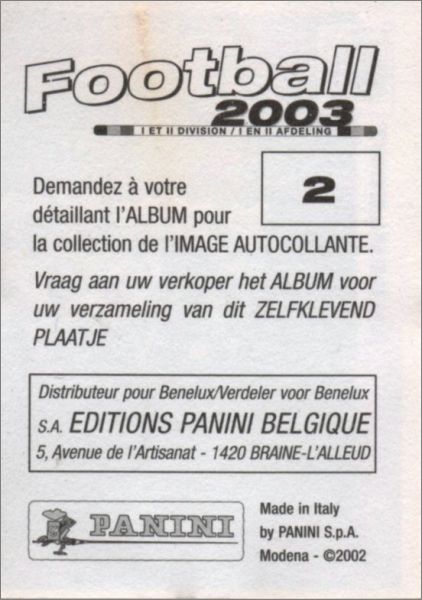 Football
2003
I ET II DIVISION / I EN II AFDELING
2
Demandez à votre
détaillant l'ALBUM pour
la collection de l'IMAGE AUTOCOLLANTE.
Vraag aan uw verkoper het ALBUM voor
uw verzameling van dit ZELFKLEVEND
PLAATJE
Distributeur pour Benelux/Verdeler voor Benelux
S.A. EDITIONS PANINI BELGIQUE
5, Avenue de l'Artisanat - 1420 BRAINE-L'ALLEUD
PANINI
Made in Italy
by PANINI S.p.A.
Modena - ©2002